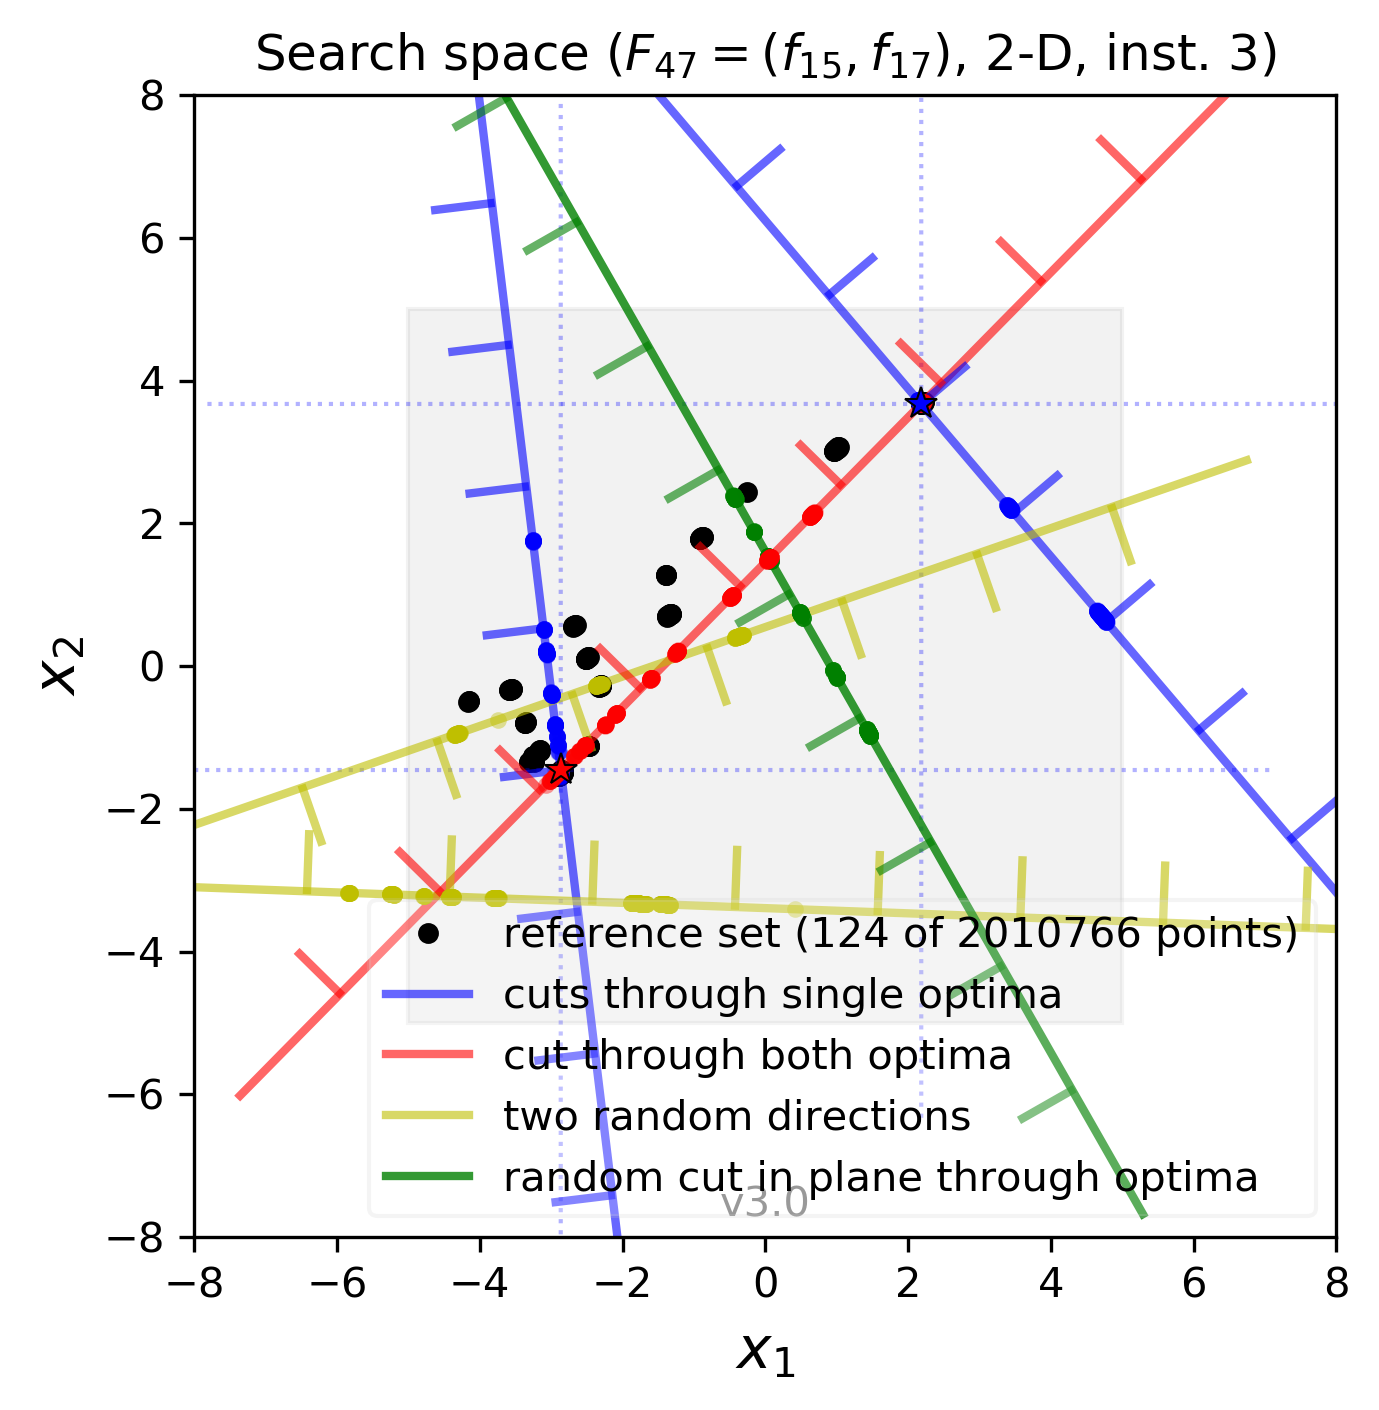 Search space (F47 = (f15, f17), 2-D, inst. 3)
8
6
4
2
0
−2
−4
−6
−8
x2
reference set (124 of 2010766 points)
cuts through single optima
cut through both optima
two random directions
random cut in plane through optima
v3.0
−8 −6 −4 −2 0 2 4 6 8
x1